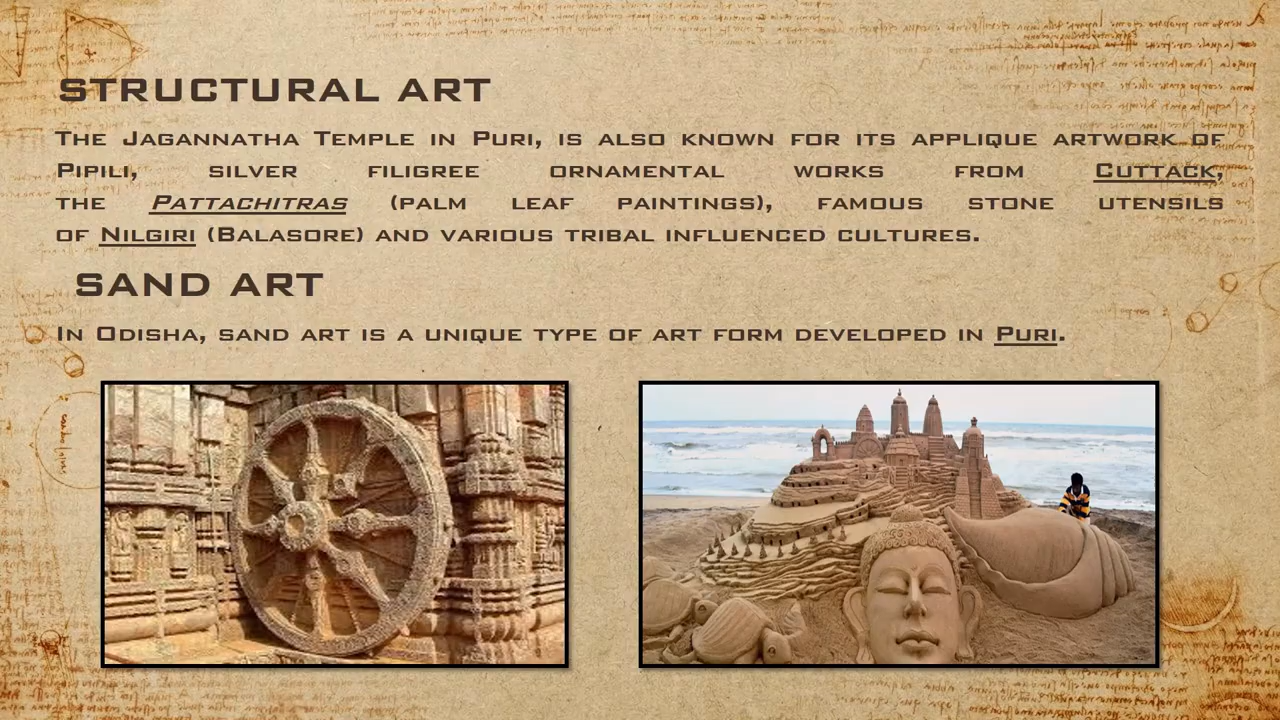 STRUCTURAL ART
THE JAGANNATHA TEMPLE IN PURI, IS ALSO KNOWN FOR ITS APPLIQUE ARTWORK OF
PIPILI, SILVER FILIGREE ORNAMENTAL WORKS FROM CUTTACK,
THE PATTACHITRAS (PALM LEAF PAINTINGS), FAMOUS STONE UTENSILS
OF NILGIRI (BALASORE) AND VARIOUS TRIBAL INFLUENCED CULTURES.
SAND ART
IN ODISHA, SAND ART IS A UNIQUE TYPE OF ART FORM DEVELOPED IN PURI.